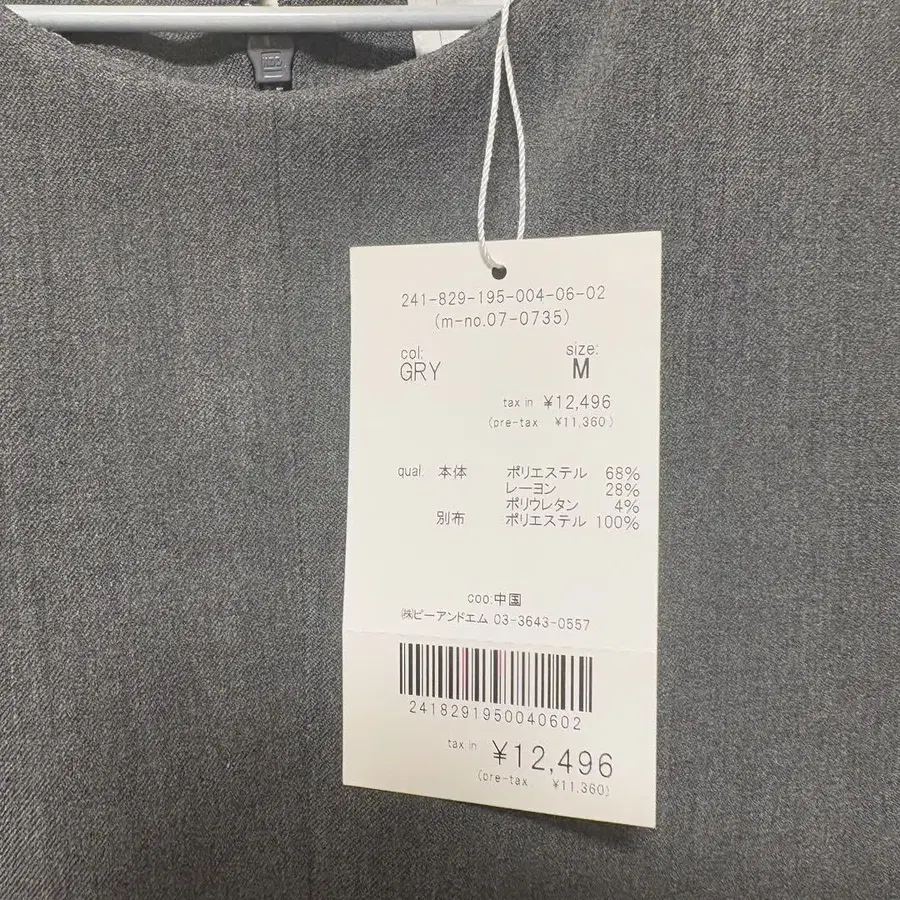 241-829-195-004-06-02
(m-no.07-0735)
col: size:
GRY M
tax in ¥12,496
(pre-tax ¥11,360)
qual. 本体 ポリエステル 68%
レーヨン 28%
ポリウレタン 4%
別布 ポリエステル 100%
coo:中国
㈱ピーアンドエム 03-3643-0557
2418291950040602
tax in ¥12,496
(pre-tax ¥11,360)